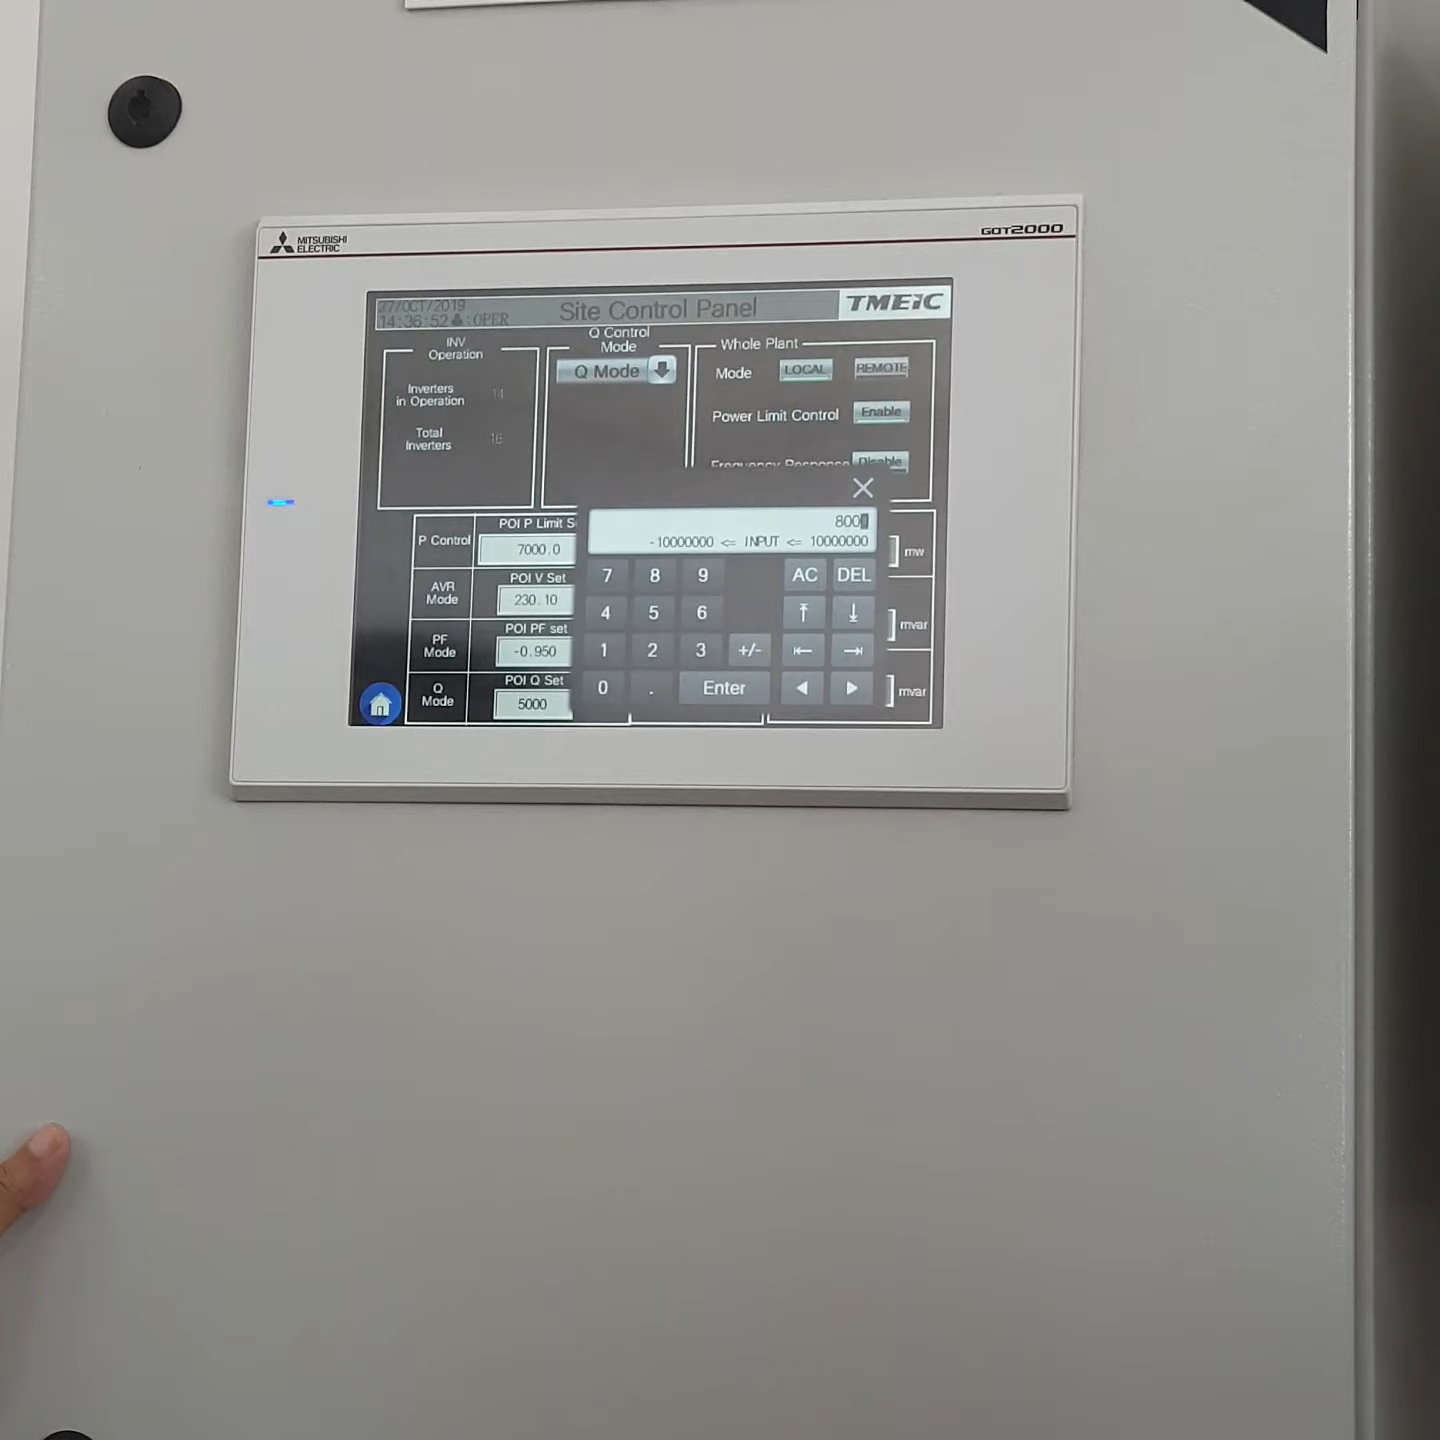 MITSUBISHI
ELECTRIC
GOT2000
27/OCT/2019
14:36:52 :OPER
Site Control Panel
TMEIC
INV
Operation
Inverters
in Operation 14
Total
Inverters 16
Q Control
Mode
Q Mode
Whole Plant
Mode LOCAL REMOTE
Power Limit Control Enable
Frequency Response Disable
P Control
POI P Limit S
7000.0
mw
AVR
Mode
POI V Set
230.10
mvar
PF
Mode
POI PF set
-0.950
Q
Mode
POI Q Set
5000
mvar
8000
-10000000 <= INPUT <= 10000000
7 8 9 AC DEL
4 5 6
1 2 3 +/-
0 . Enter